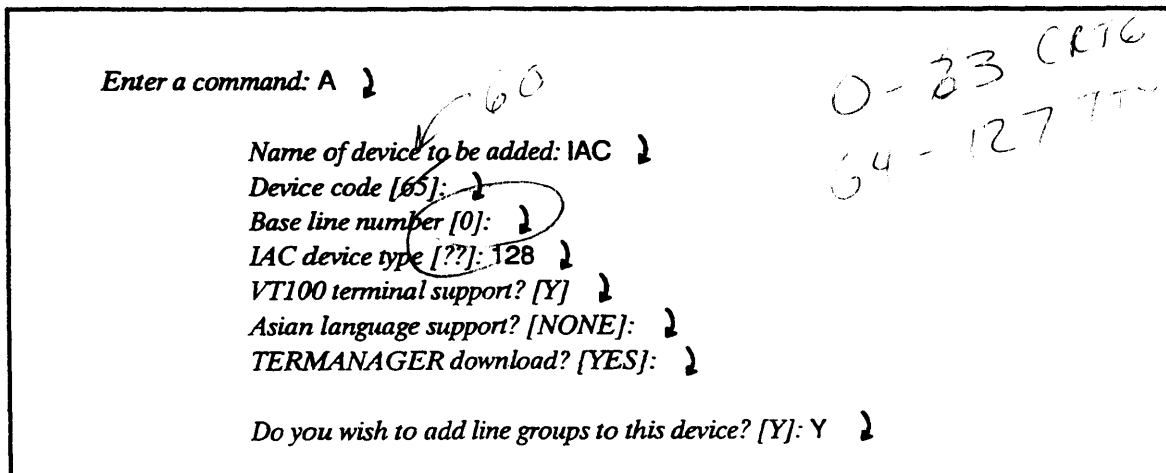 Enter a command: A
60
0 - 33 CRT6
64 - 127
Name of device to be added: IAC
Device code [65]:
Base line number [0]:
IAC device type [??]: 128
VT100 terminal support? [Y]
Asian language support? [NONE]:
TERMANAGER download? [YES]:
Do you wish to add line groups to this device? [Y]: Y